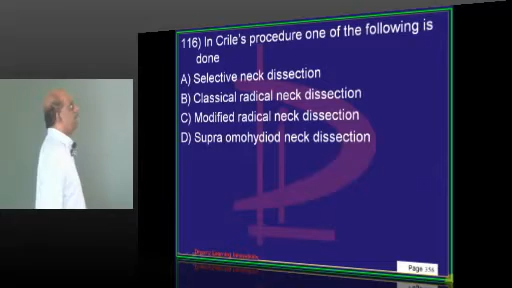 116) In Crile's procedure one of the following is
done
A) Selective neck dissection
B) Classical radical neck dissection
C) Modified radical neck dissection
D) Supra omohydiod neck dissection
Page 356